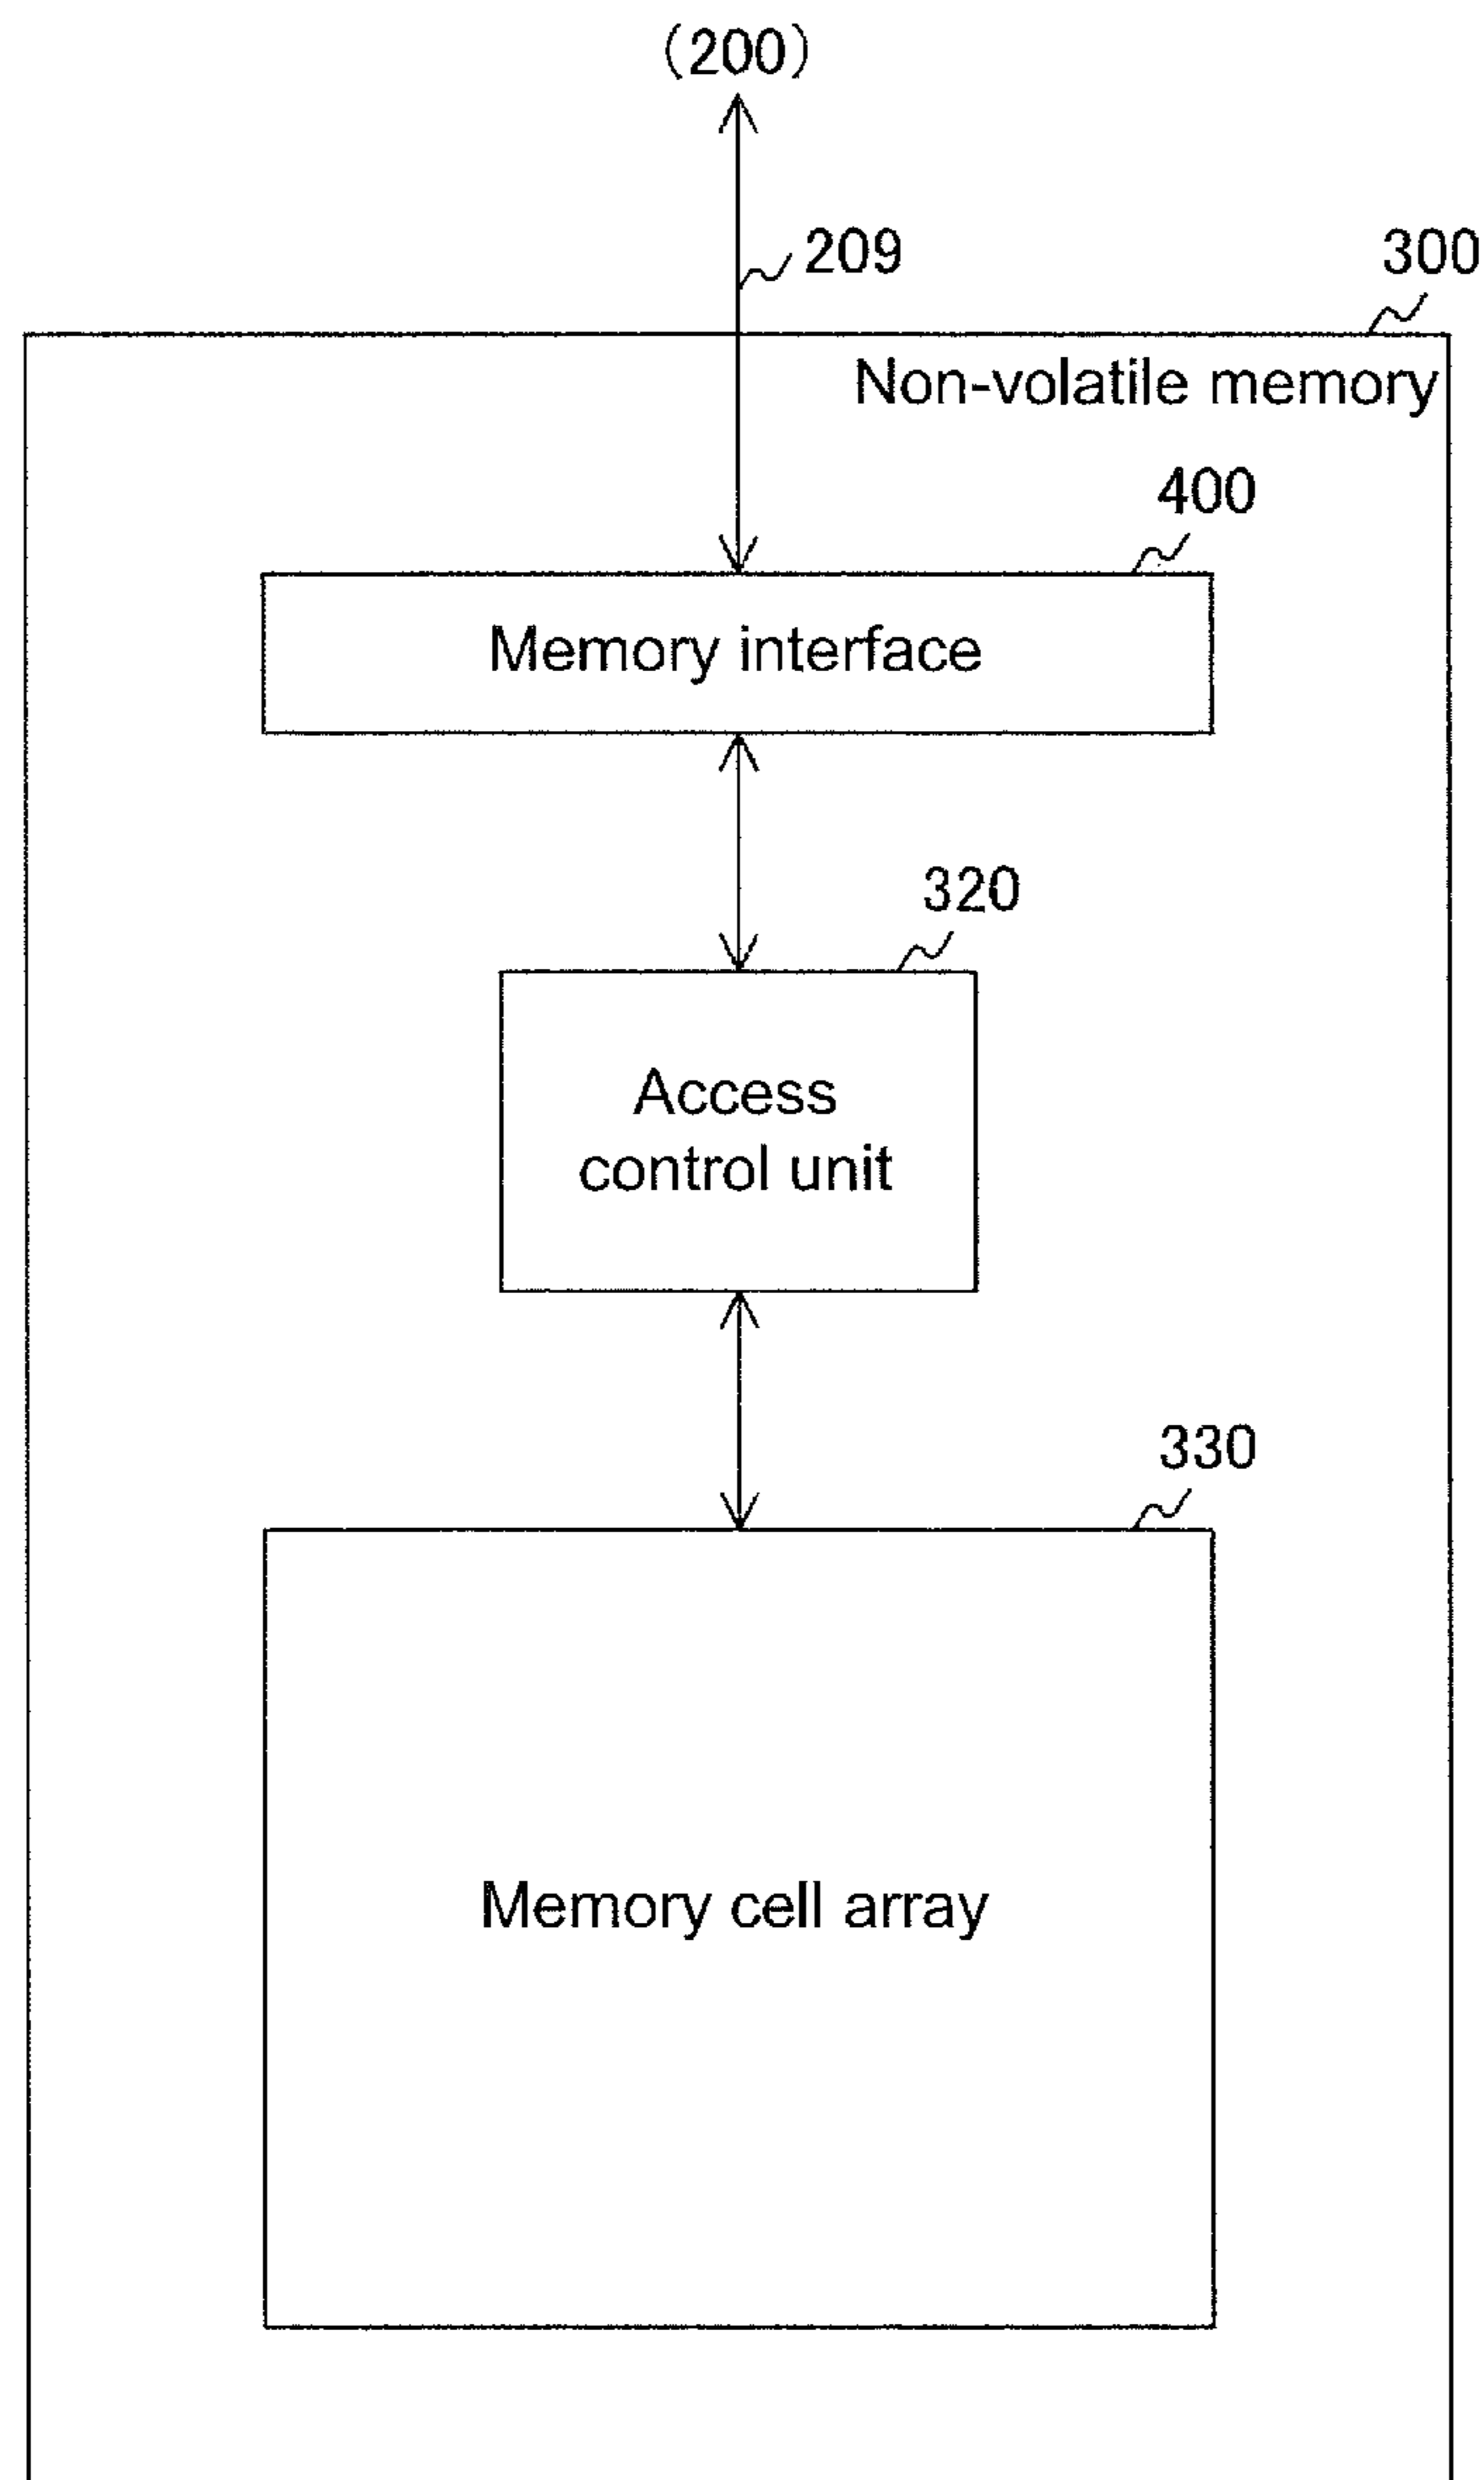 (200)
209
300
Non-volatile memory
400
Memory interface
320
Access
control unit
330
Memory cell array